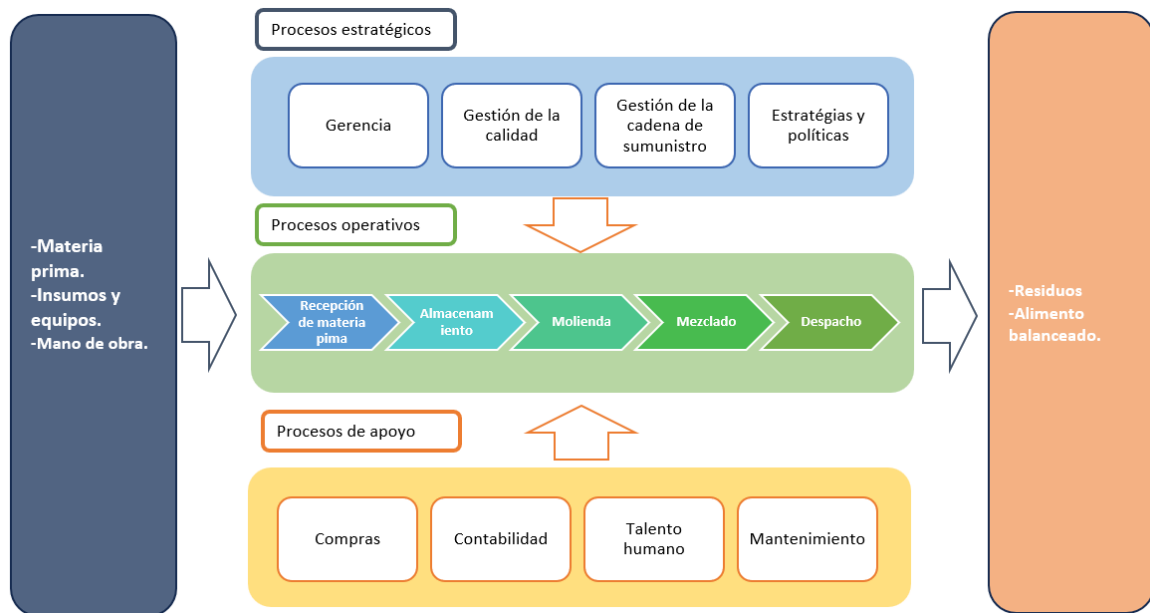 Procesos estratégicos
Gerencia
Gestión de la
calidad
Gestión de la
cadena de
sumunistro
Estratégias y
políticas
Procesos operativos
-Materia
prima.
-Insumos y
equipos.
-Mano de obra.
Recepción
de materia
pima
Almacenam
iento
Molienda
Mezclado
Despacho
-Residuos
-Alimento
balanceado.
Procesos de apoyo
Compras
Contabilidad
Talento
humano
Mantenimiento